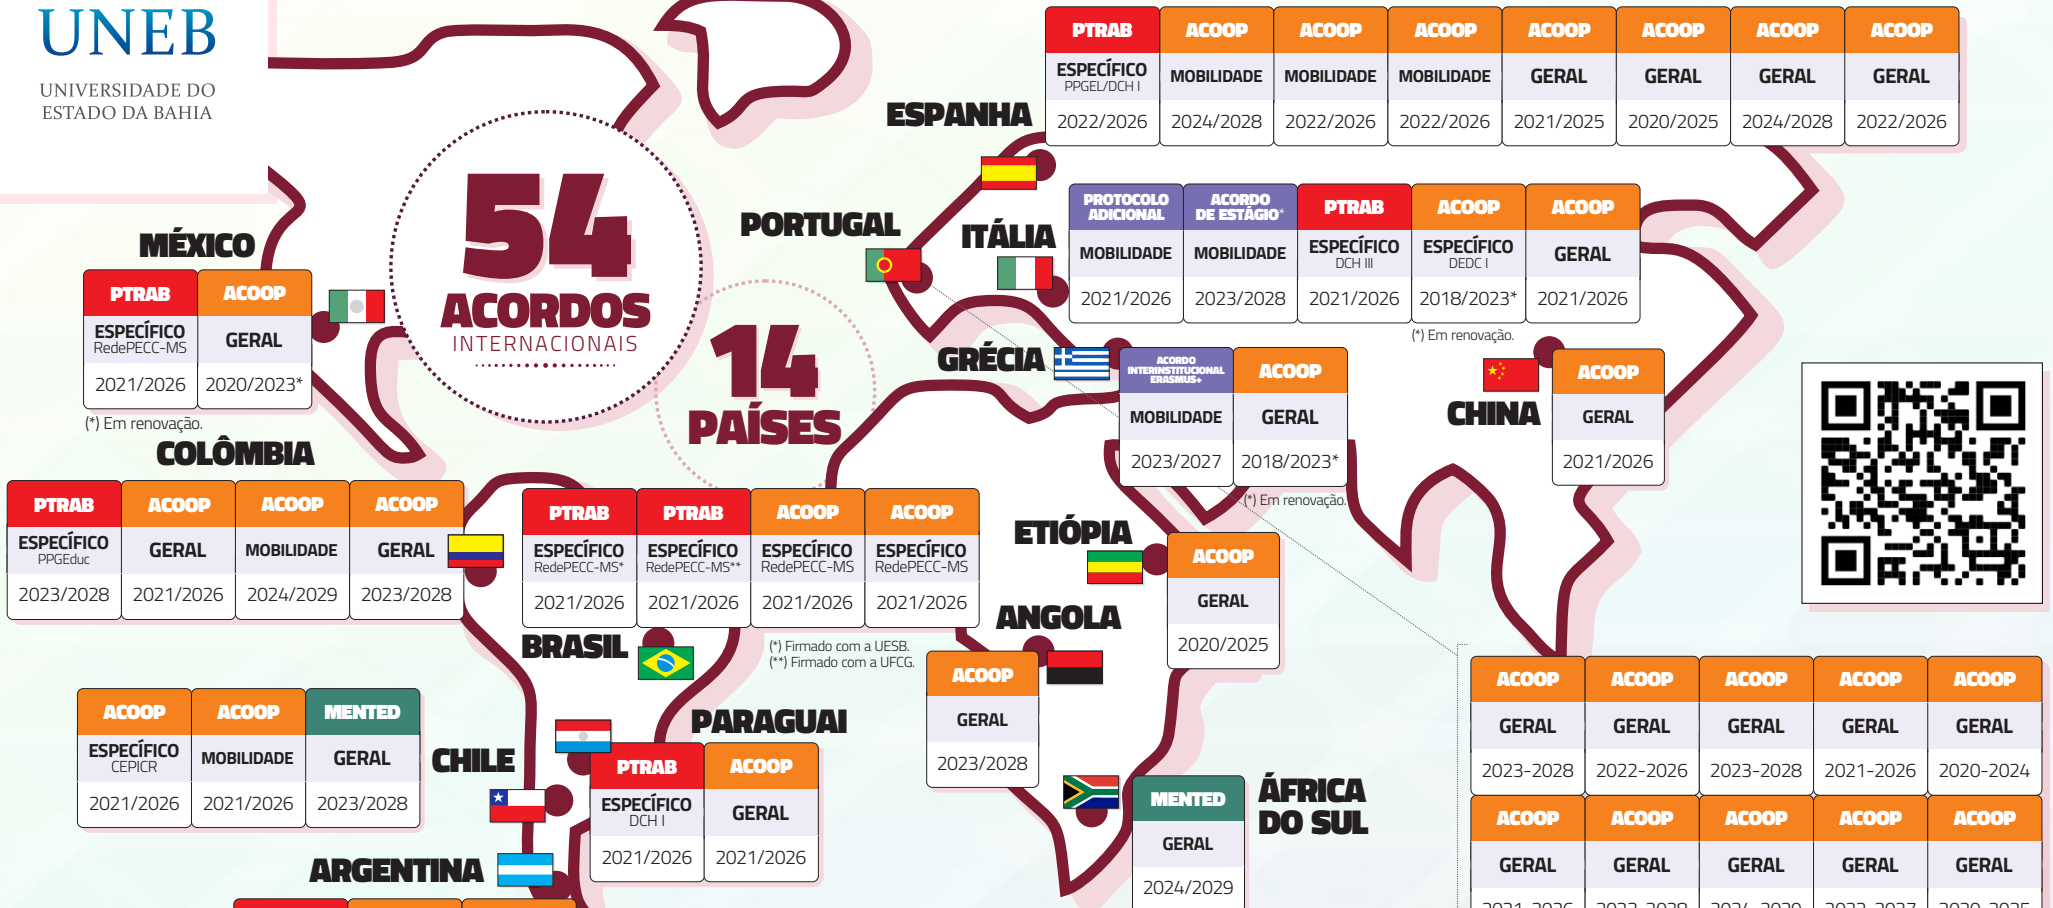 UNEB
UNIVERSIDADE DO
ESTADO DA BAHIA
54
ACORDOS
INTERNACIONAIS
14
PAÍSES
ESPANHA
PTRAB ACOOP ACOOP ACOOP ACOOP ACOOP ACOOP ACOOP
ESPECÍFICO MOBILIDADE MOBILIDADE MOBILIDADE GERAL GERAL GERAL GERAL
PPGEL/DCH I
2022/2026 2024/2028 2022/2026 2022/2026 2021/2025 2020/2025 2024/2028 2022/2026
PORTUGAL
ITÁLIA
PROTOCOLO ADICIONAL ACORDO DE ESTÁGIO* PTRAB ACOOP ACOOP
MOBILIDADE MOBILIDADE ESPECÍFICO ESPECÍFICO GERAL
DCH III DEDC I
2021/2026 2023/2028 2021/2026 2018/2023* 2021/2026
(*) Em renovação.
MÉXICO
PTRAB ACOOP
ESPECÍFICO GERAL
RedePECC-MS
2021/2026 2020/2023*
(*) Em renovação.
GRÉCIA
ACORDO INTERINSTITUCIONAL ERASMUS+ ACOOP
MOBILIDADE GERAL
2023/2027 2018/2023*
(*) Em renovação.
CHINA
ACOOP
GERAL
2021/2026
COLÔMBIA
PTRAB ACOOP ACOOP ACOOP
ESPECÍFICO GERAL MOBILIDADE GERAL
PPGEduc
2023/2028 2021/2026 2024/2029 2023/2028
PTRAB PTRAB ACOOP ACOOP
ESPECÍFICO ESPECÍFICO ESPECÍFICO ESPECÍFICO
RedePECC-MS* RedePECC-MS** RedePECC-MS RedePECC-MS
2021/2026 2021/2026 2021/2026 2021/2026
BRASIL
(*) Firmado com a UESB.
(**) Firmado com a UFCG.
ETIÓPIA
ACOOP
GERAL
2020/2025
ANGOLA
ACOOP
GERAL
2023/2028
ACOOP ACOOP MENTED
ESPECÍFICO MOBILIDADE GERAL
CEPICR
2021/2026 2021/2026 2023/2028
CHILE
PARAGUAI
PTRAB ACOOP
ESPECÍFICO GERAL
DCH I
2021/2026 2021/2026
ÁFRICA
DO SUL
MENTED
GERAL
2024/2029
ARGENTINA
ACOOP ACOOP ACOOP ACOOP ACOOP
GERAL GERAL GERAL GERAL GERAL
2023-2028 2022-2026 2023-2028 2021-2026 2020-2024
ACOOP ACOOP ACOOP ACOOP ACOOP
GERAL GERAL GERAL GERAL GERAL